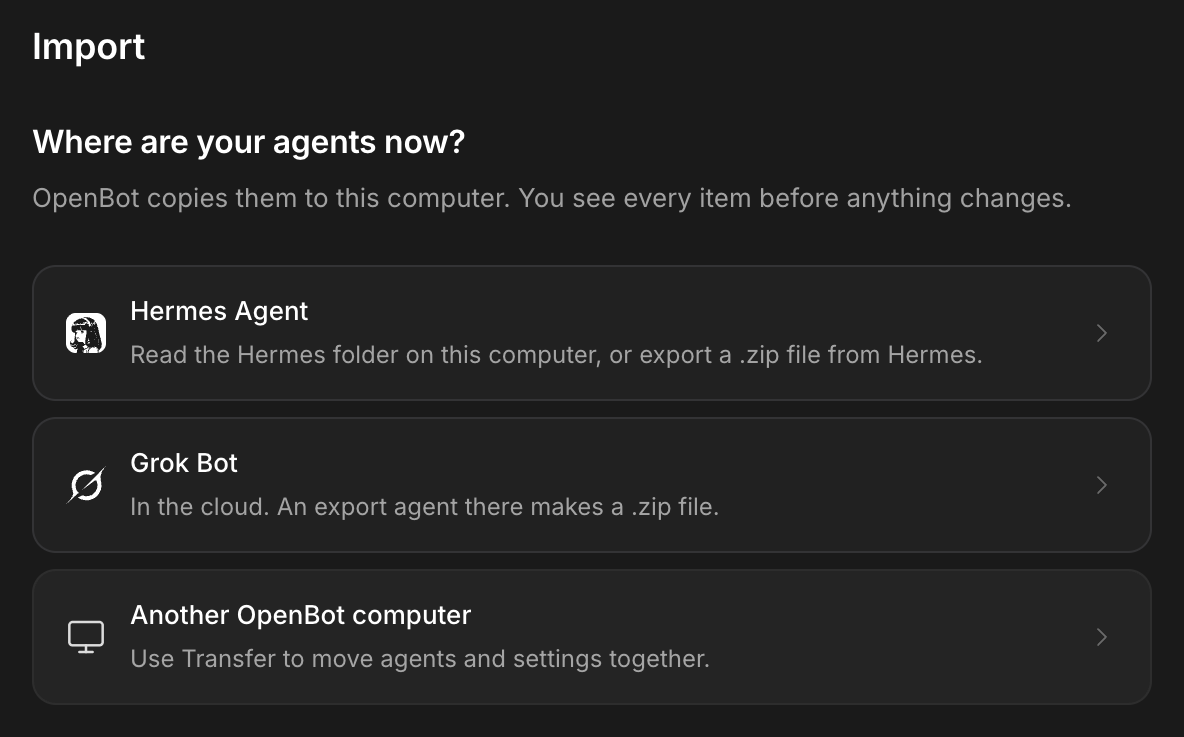 Import
Where are your agents now?
OpenBot copies them to this computer. You see every item before anything changes.
Hermes Agent
Read the Hermes folder on this computer, or export a .zip file from Hermes.
Grok Bot
In the cloud. An export agent there makes a .zip file.
Another OpenBot computer
Use Transfer to move agents and settings together.